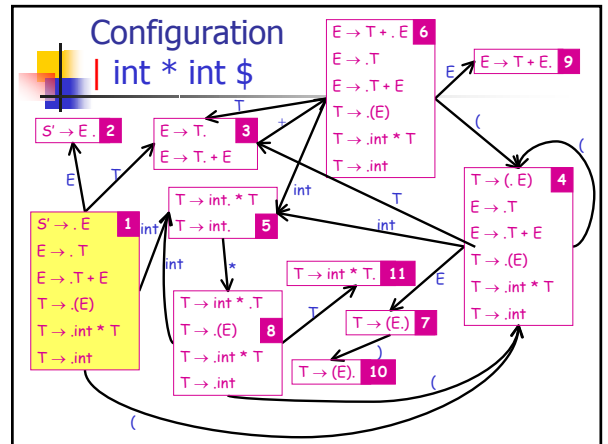 Configuration
| int * int $
E → T + . E 6
E → .T
E → .T + E
T → .(E)
T → .int * T
T → .int
E
E → T + E. 9
S' → E . 2
E → T. 3
E → T. + E
T
+
(
(
E
T
int
T → int. * T
T → int. 5
int
T
int
T → (. E) 4
E → .T
E → .T + E
T → .(E)
T → .int * T
T → .int
S' → . E 1
E → . T
E → .T + E
T → .(E)
T → .int * T
T → .int
int
*
T → int * .T
T → .(E) 8
T → .int * T
T → .int
T
T → int * T. 11
E
T → (E.) 7
)
T → (E). 10
(
(